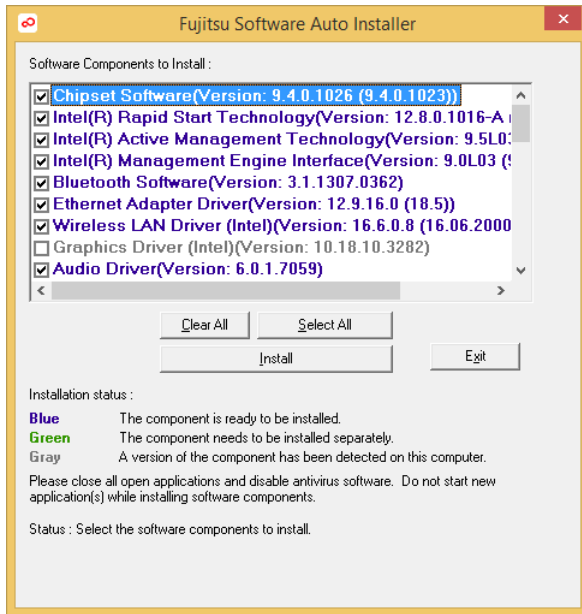 Fujitsu Software Auto Installer
Software Components to Install :
Chipset Software(Version: 9.4.0.1026 (9.4.0.1023))
Intel(R) Rapid Start Technology(Version: 12.8.0.1016-A
Intel(R) Active Management Technology(Version: 9.5L03
Intel(R) Management Engine Interface(Version: 9.0L03 (9
Bluetooth Software(Version: 3.1.1307.0362)
Ethernet Adapter Driver(Version: 12.9.16.0 (18.5))
Wireless LAN Driver (Intel)(Version: 16.6.0.8 (16.06.2000
Graphics Driver (Intel)(Version: 10.18.10.3282)
Audio Driver(Version: 6.0.1.7059)
Clear All Select All
Install Exit
Installation status :
Blue The component is ready to be installed.
Green The component needs to be installed separately.
Gray A version of the component has been detected on this computer.
Please close all open applications and disable antivirus software. Do not start new
application(s) while installing software components.
Status : Select the software components to install.